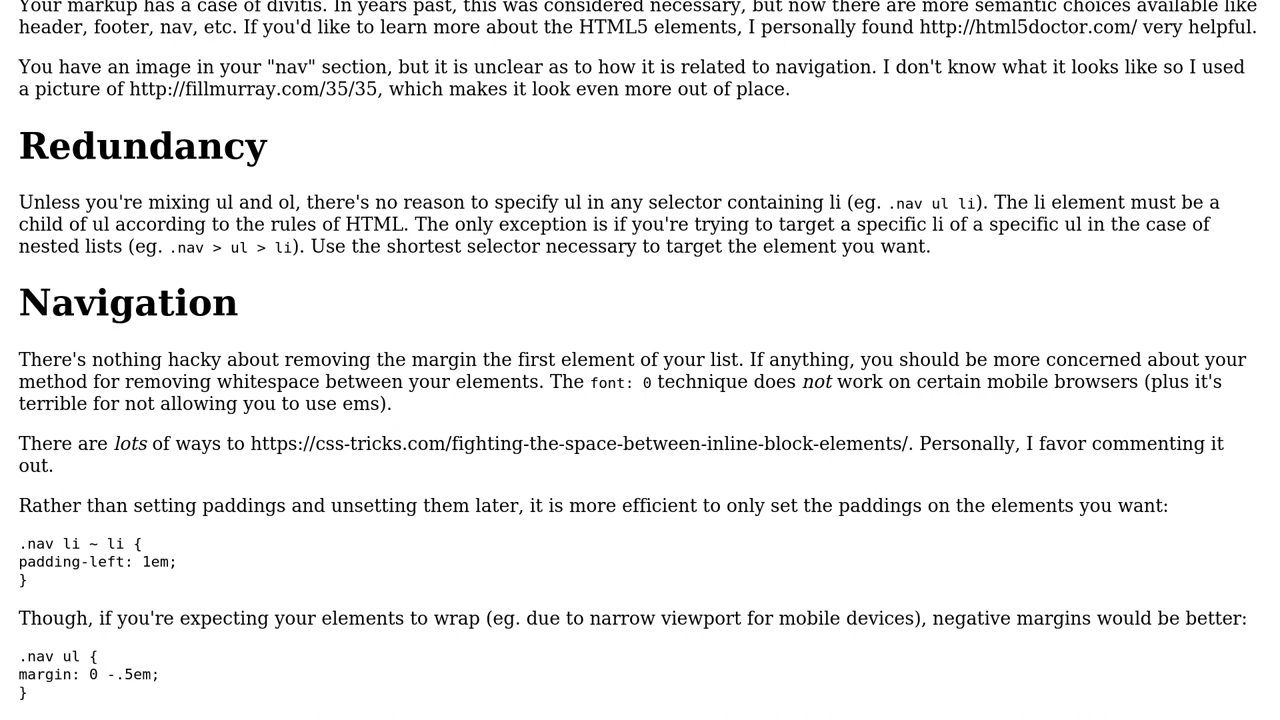 Your markup has a case of divitis. In years past, this was considered necessary, but now there are more semantic choices available like
header, footer, nav, etc. If you'd like to learn more about the HTML5 elements, I personally found http://html5doctor.com/ very helpful.
You have an image in your "nav" section, but it is unclear as to how it is related to navigation. I don't know what it looks like so I used
a picture of http://fillmurray.com/35/35, which makes it look even more out of place.
Redundancy
Unless you're mixing ul and ol, there's no reason to specify ul in any selector containing li (eg. .nav ul li). The li element must be a
child of ul according to the rules of HTML. The only exception is if you're trying to target a specific li of a specific ul in the case of
nested lists (eg. .nav > ul > li). Use the shortest selector necessary to target the element you want.
Navigation
There's nothing hacky about removing the margin the first element of your list. If anything, you should be more concerned about your
method for removing whitespace between your elements. The font: 0 technique does not work on certain mobile browsers (plus it's
terrible for not allowing you to use ems).
There are lots of ways to https://css-tricks.com/fighting-the-space-between-inline-block-elements/. Personally, I favor commenting it
out.
Rather than setting paddings and unsetting them later, it is more efficient to only set the paddings on the elements you want:
.nav li ~ li {
padding-left: 1em;
}
Though, if you're expecting your elements to wrap (eg. due to narrow viewport for mobile devices), negative margins would be better:
.nav ul {
margin: 0 -.5em;
}